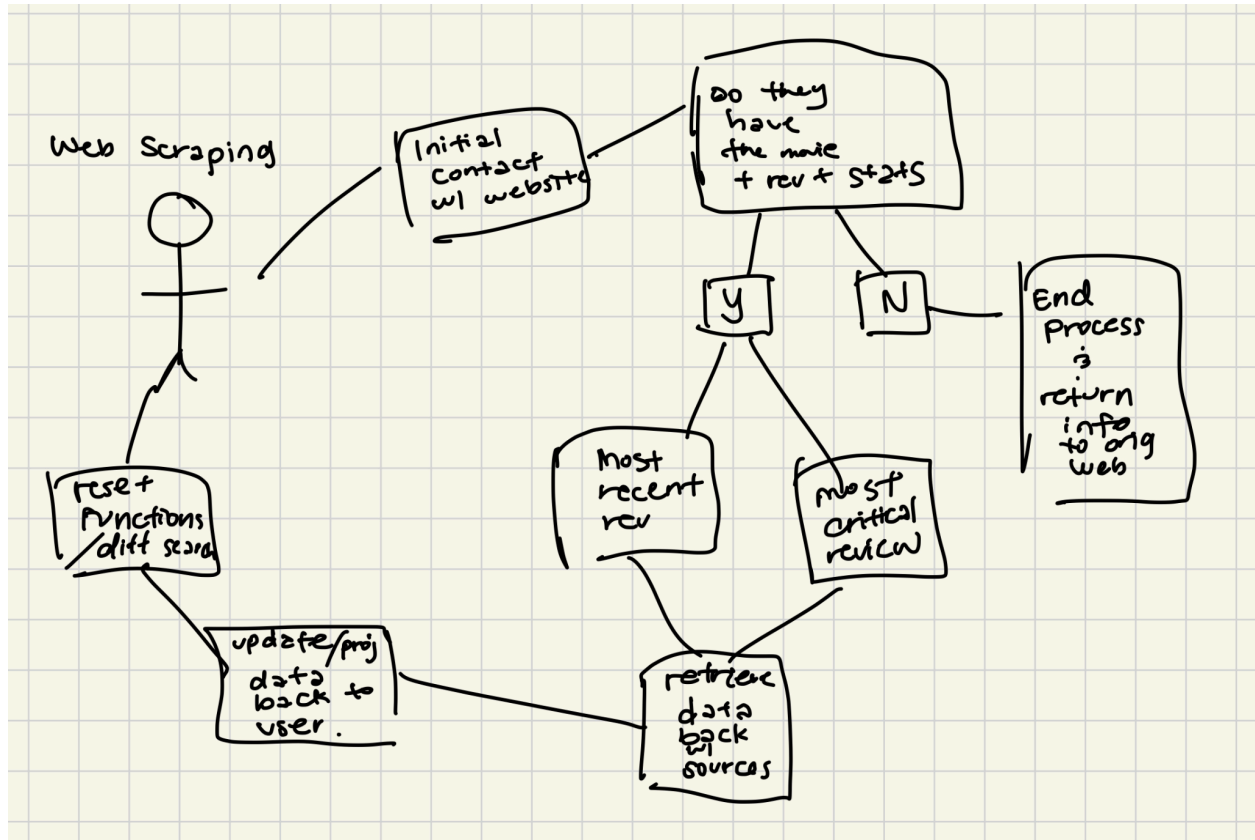 Web Scraping
Initial
contact
w/ website
Do they
have
the movie
+ rev + stats
Y
N
End
process
&
return
info
to orig
web
Most
recent
rev
most
critical
review
retrieve
data
back
w/
sources
update/proj
data
back to
user.
reset
functions
/diff search